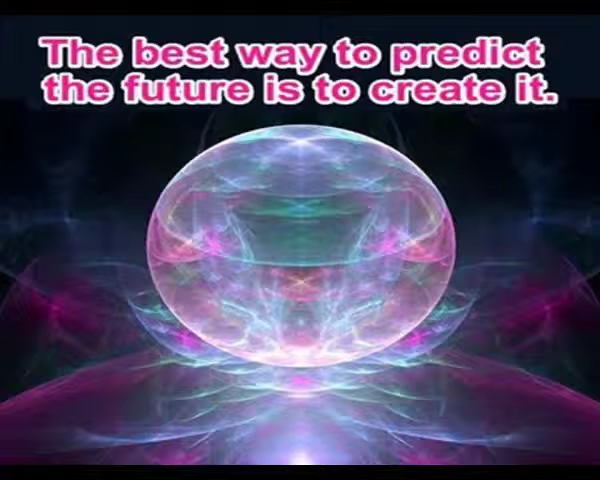 The best way to predict
the future is to create it.